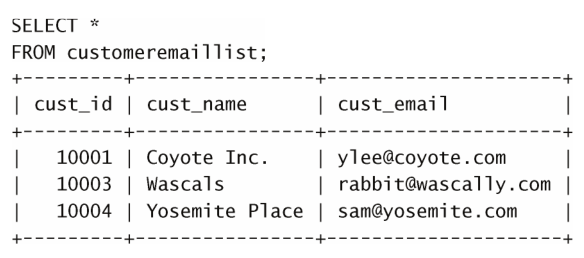 SELECT *
FROM customeremaillist;
+---------+----------------+---------------------+
| cust_id | cust_name      | cust_email          |
+---------+----------------+---------------------+
|   10001 | Coyote Inc.    | ylee@coyote.com     |
|   10003 | Wascals        | rabbit@wascally.com |
|   10004 | Yosemite Place | sam@yosemite.com    |
+---------+----------------+---------------------+